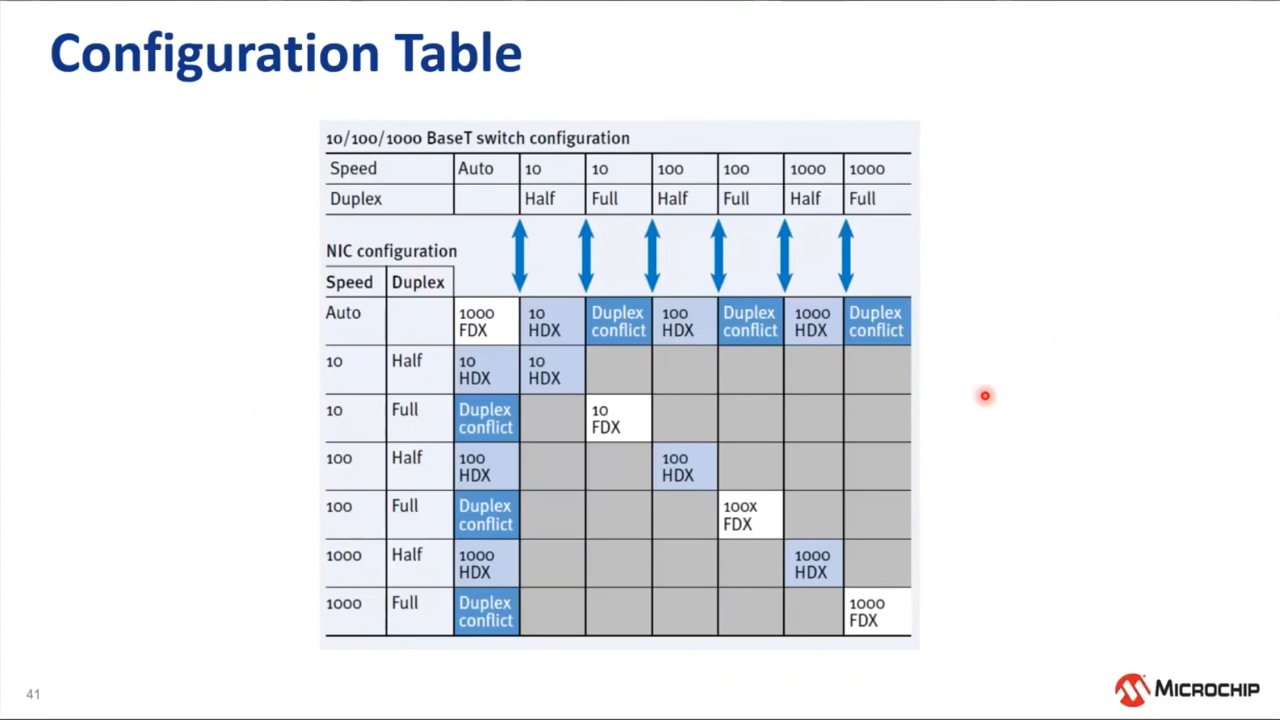 Configuration Table
10/100/1000 BaseT switch configuration
Speed Auto 10 10 100 100 1000 1000
Duplex Half Full Half Full Half Full
NIC configuration
Speed Duplex
Auto 1000 FDX 10 HDX Duplex conflict 100 HDX Duplex conflict 1000 HDX Duplex conflict
10 Half 10 HDX 10 HDX
10 Full Duplex conflict 10 FDX
100 Half 100 HDX 100 HDX
100 Full Duplex conflict 100X FDX
1000 Half 1000 HDX 1000 HDX
1000 Full Duplex conflict 1000 FDX
41
MICROCHIP